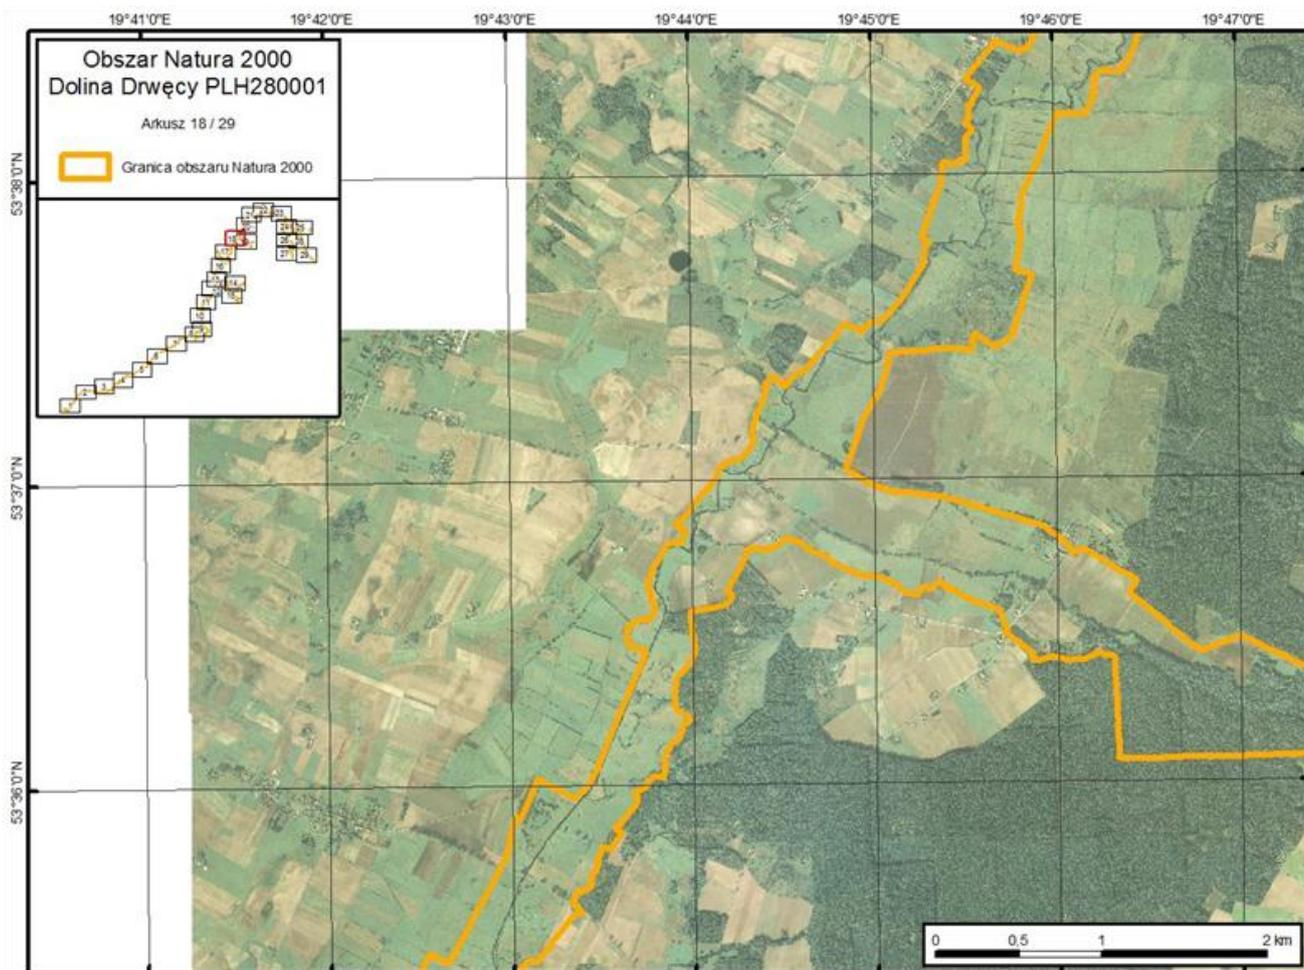 19°41'0"E 19°42'0"E 19°43'0"E 19°44'0"E 19°45'0"E 19°46'0"E 19°47'0"E
Obszar Natura 2000
Dolina Drwęcy PLH280001
Arkusz 18 / 29
Granica obszaru Natura 2000
53°38'0"N
53°37'0"N
53°36'0"N
0 0,5 1 2 km